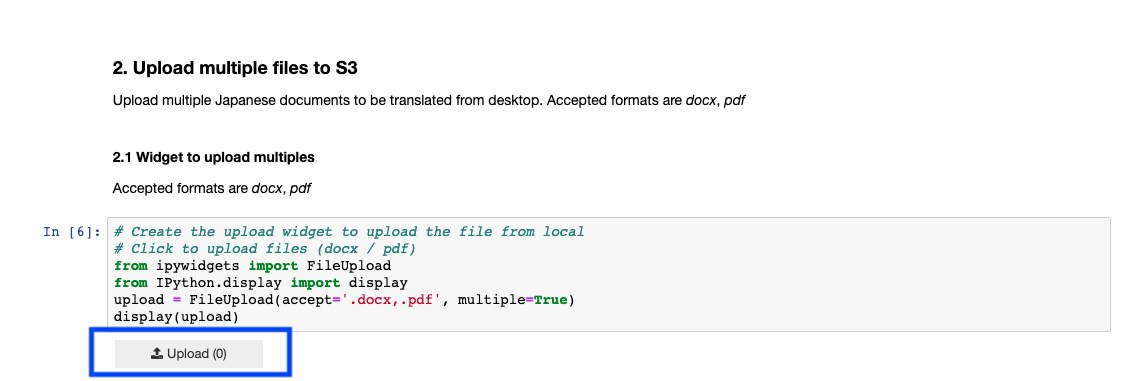 2. Upload multiple files to S3
Upload multiple Japanese documents to be translated from desktop. Accepted formats are docx, pdf
2.1 Widget to upload multiples
Accepted formats are docx, pdf
In [6]: # Create the upload widget to upload the file from local
# Click to upload files (docx / pdf)
from ipywidgets import FileUpload
from IPython.display import display
upload = FileUpload(accept='.docx,.pdf', multiple=True)
display(upload)
Upload (0)